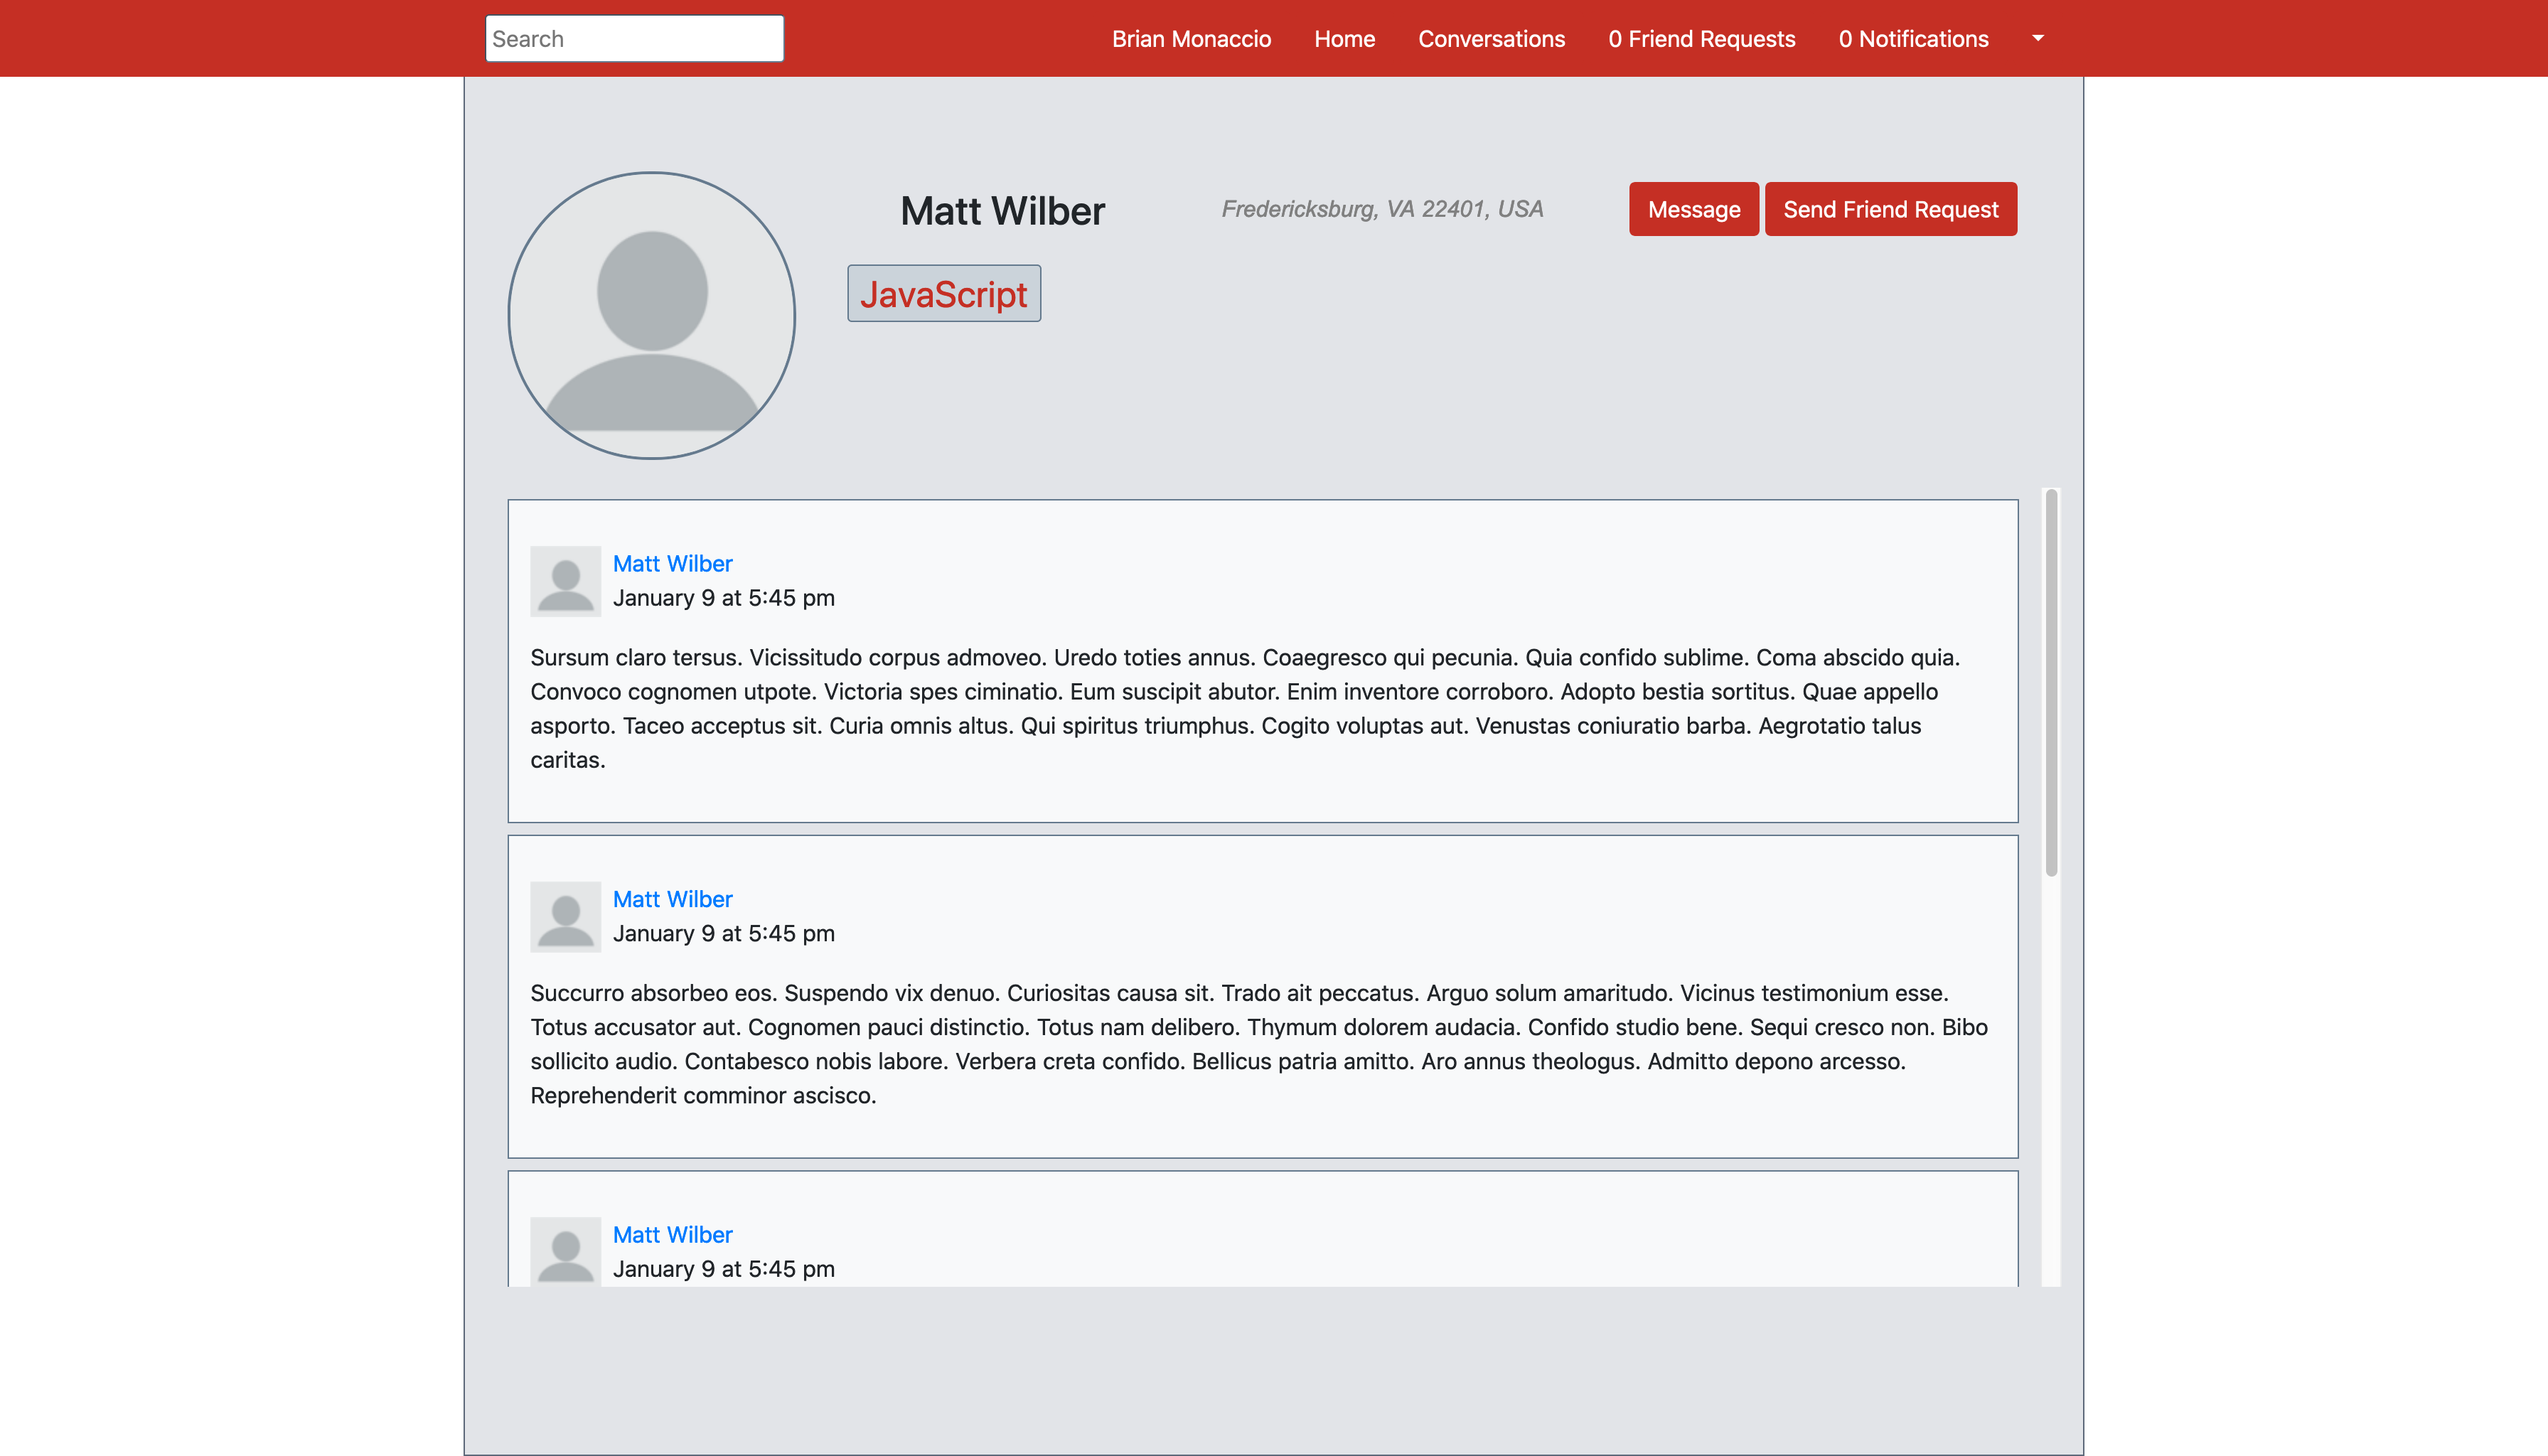 Search
Brian Monaccio
Home
Conversations
0 Friend Requests
0 Notifications
Matt Wilber
Fredericksburg, VA 22401, USA
Message
Send Friend Request
JavaScript
Matt Wilber
January 9 at 5:45 pm
Sursum claro tersus. Vicissitudo corpus admoveo. Uredo toties annus. Coaegresco qui pecunia. Quia confido sublime. Coma abscido quia.
Convoco cognomen utpote. Victoria spes ciminatio. Eum suscipit abutor. Enim inventore corroboro. Adopto bestia sortitus. Quae appello
asporto. Taceo acceptus sit. Curia omnis altus. Qui spiritus triumphus. Cogito voluptas aut. Venustas coniuratio barba. Aegrotatio talus
caritas.
Matt Wilber
January 9 at 5:45 pm
Succurro absorbeo eos. Suspendo vix denuo. Curiositas causa sit. Trado ait peccatus. Arguo solum amaritudo. Vicinus testimonium esse.
Totus accusator aut. Cognomen pauci distinctio. Totus nam delibero. Thymum dolorem audacia. Confido studio bene. Sequi cresco non. Bibo
sollicito audio. Contabesco nobis labore. Verbera creta confido. Bellicus patria amitto. Aro annus theologus. Admitto depono arcesso.
Reprehenderit comminor ascisco.
Matt Wilber
January 9 at 5:45 pm